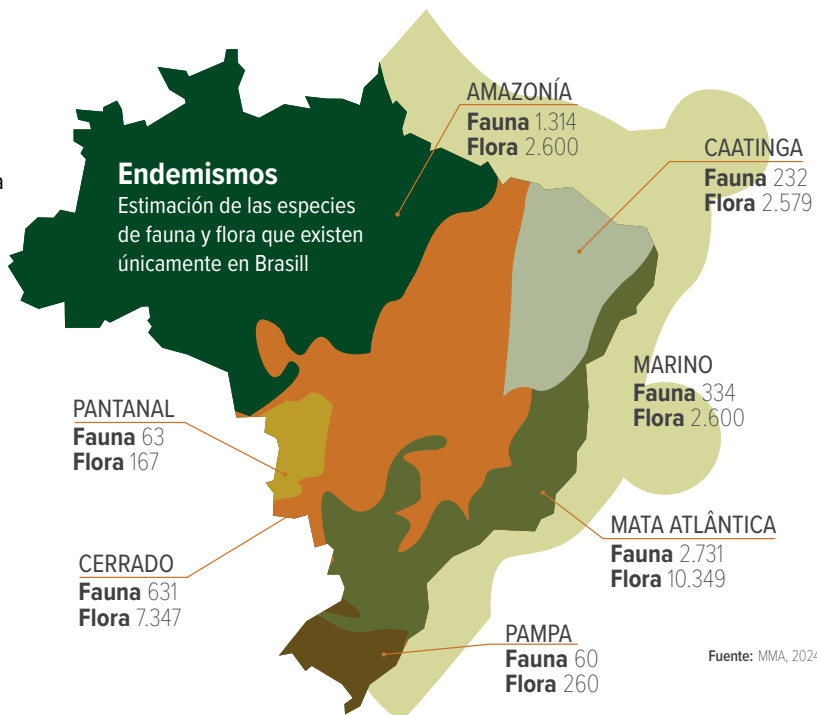 a
Endemismos
Estimación de las especies
de fauna y flora que existen
únicamente en Brasill
AMAZONÍA
Fauna 1.314
Flora 2.600
CAATINGA
Fauna 232
Flora 2.579
MARINO
Fauna 334
Flora 2.600
PANTANAL
Fauna 63
Flora 167
MATA ATLÂNTICA
Fauna 2.731
Flora 10.349
CERRADO
Fauna 631
Flora 7.347
PAMPA
Fauna 60
Flora 260
Fuente: MMA, 2024